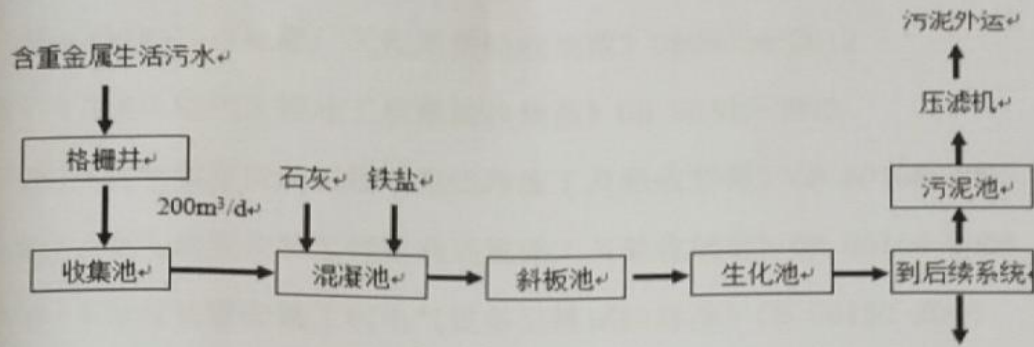 污泥外运↵
含重金属生活污水↵
压滤机↵
格栅井↵
石灰↵ 铁盐↵
污泥池↵
200m³/d↵
收集池↵
混凝池↵
斜板池↵
生化池↵
到后续系统